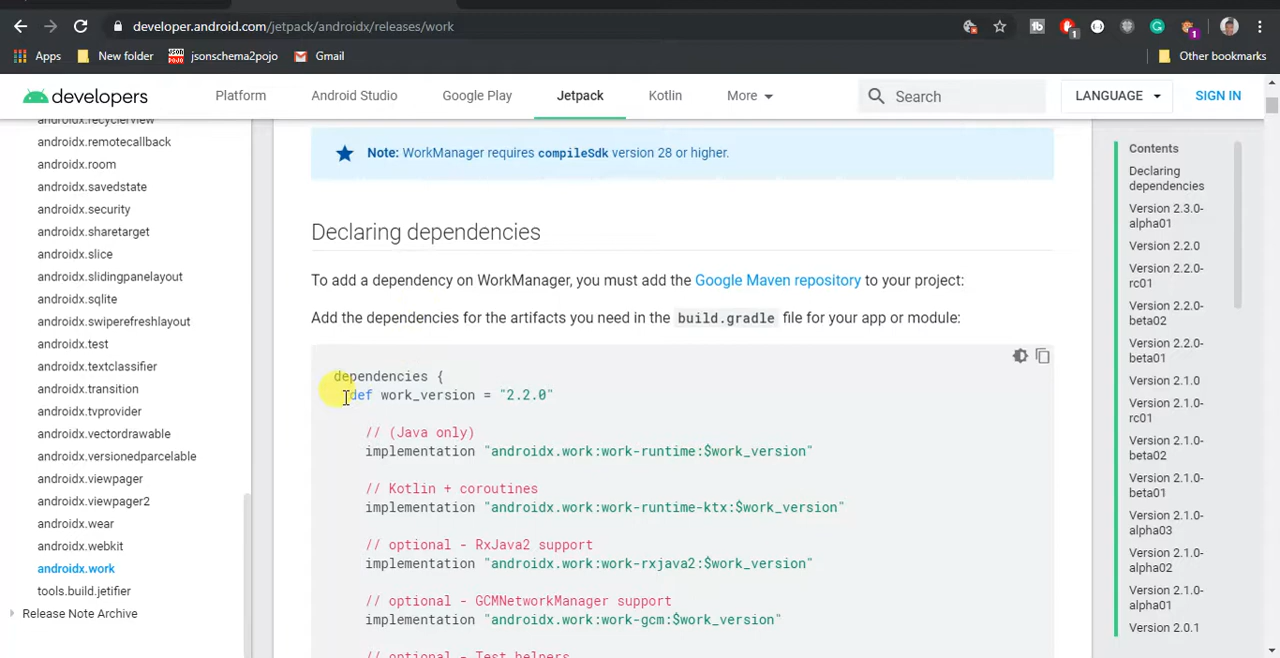 developer.android.com/jetpack/androidx/releases/work
1
1
Apps
New folder
JSON
POJO
jsonschema2pojo
Gmail
Other bookmarks
developers
Platform
Android Studio
Google Play
Jetpack
Kotlin
More
Search
LANGUAGE
SIGN IN
androidx.recyclerview
androidx.remotecallback
androidx.room
androidx.savedstate
androidx.security
androidx.sharetarget
androidx.slice
androidx.slidingpanelayout
androidx.sqlite
androidx.swiperefreshlayout
androidx.test
androidx.textclassifier
androidx.transition
androidx.tvprovider
androidx.vectordrawable
androidx.versionedparcelable
androidx.viewpager
androidx.viewpager2
androidx.wear
androidx.webkit
androidx.work
tools.build.jetifier
Release Note Archive
Note: WorkManager requires compileSdk version 28 or higher.
Declaring dependencies
To add a dependency on WorkManager, you must add the Google Maven repository to your project:
Add the dependencies for the artifacts you need in the build.gradle file for your app or module:
dependencies {
def work_version = "2.2.0"
// (Java only)
implementation "androidx.work:work-runtime:$work_version"
// Kotlin + coroutines
implementation "androidx.work:work-runtime-ktx:$work_version"
// optional - RxJava2 support
implementation "androidx.work:work-rxjava2:$work_version"
// optional - GCMNetworkManager support
implementation "androidx.work:work-gcm:$work_version"
// optional - Test helpers
Contents
Declaring
dependencies
Version 2.3.0-
alpha01
Version 2.2.0
Version 2.2.0-
rc01
Version 2.2.0-
beta02
Version 2.2.0-
beta01
Version 2.1.0
Version 2.1.0-
rc01
Version 2.1.0-
beta02
Version 2.1.0-
beta01
Version 2.1.0-
alpha03
Version 2.1.0-
alpha02
Version 2.1.0-
alpha01
Version 2.0.1